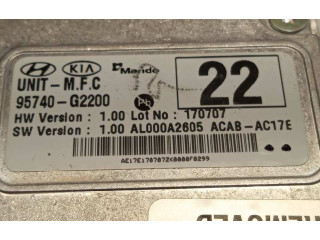 HYUNDAI KIA Mando
UNIT - M.F.C
95740 - G2200
22
Pb
HW Version : 1.00 Lot No : 170707
SW Version : 1.00 AL000A2605 ACAB-AC17E